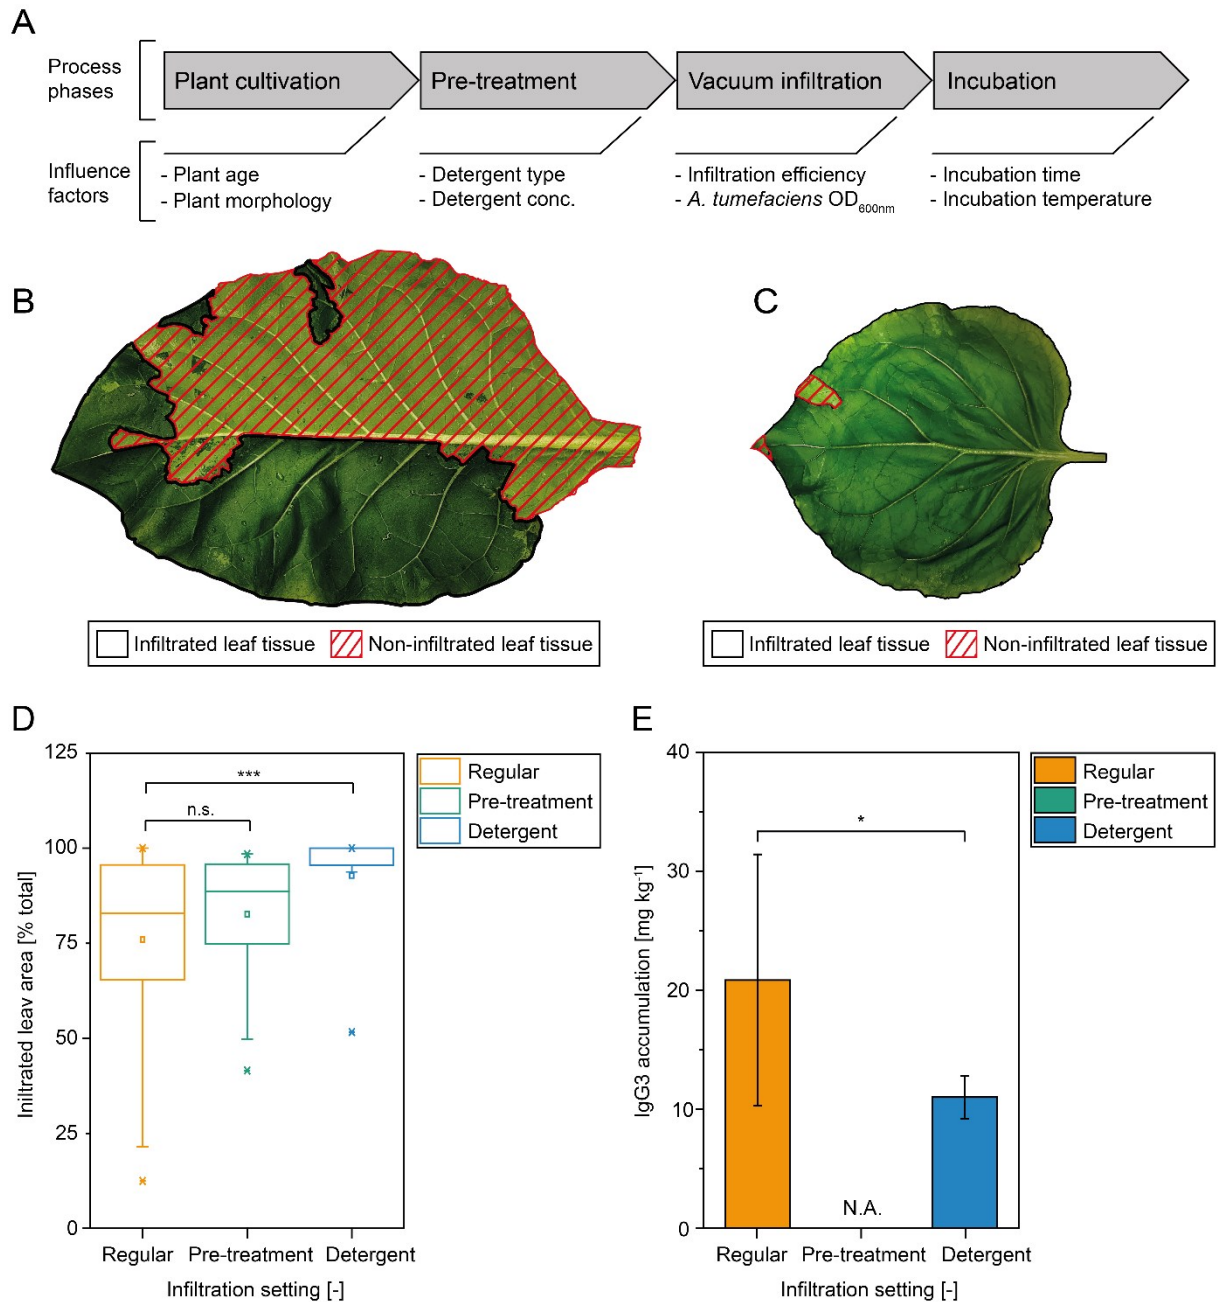 A
Process phases
Plant cultivation
Pre-treatment
Vacuum infiltration
Incubation
Influence factors
- Plant age
- Plant morphology
- Detergent type
- Detergent conc.
- Infiltration efficiency
- A. tumefaciens OD600nm
- Incubation time
- Incubation temperature
B
C
Infiltrated leaf tissue
Non-infiltrated leaf tissue
Infiltrated leaf tissue
Non-infiltrated leaf tissue
D
125
100
75
50
25
0
Iniltrated leav area [% total]
***
n.s.
Regular
Pre-treatment
Detergent
Regular
Pre-treatment
Detergent
Infiltration setting [-]
E
40
30
20
10
0
IgG3 accumulation [mg kg⁻¹]
*
N.A.
Regular
Pre-treatment
Detergent
Regular
Pre-treatment
Detergent
Infiltration setting [-]